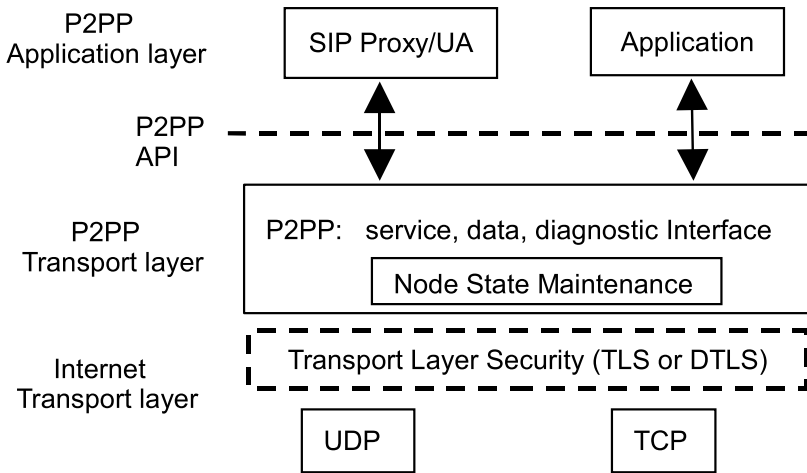 P2PP
Application layer
SIP Proxy/UA
Application
P2PP
API
P2PP
Transport layer
P2PP: service, data, diagnostic Interface
Node State Maintenance
Internet
Transport layer
Transport Layer Security (TLS or DTLS)
UDP
TCP